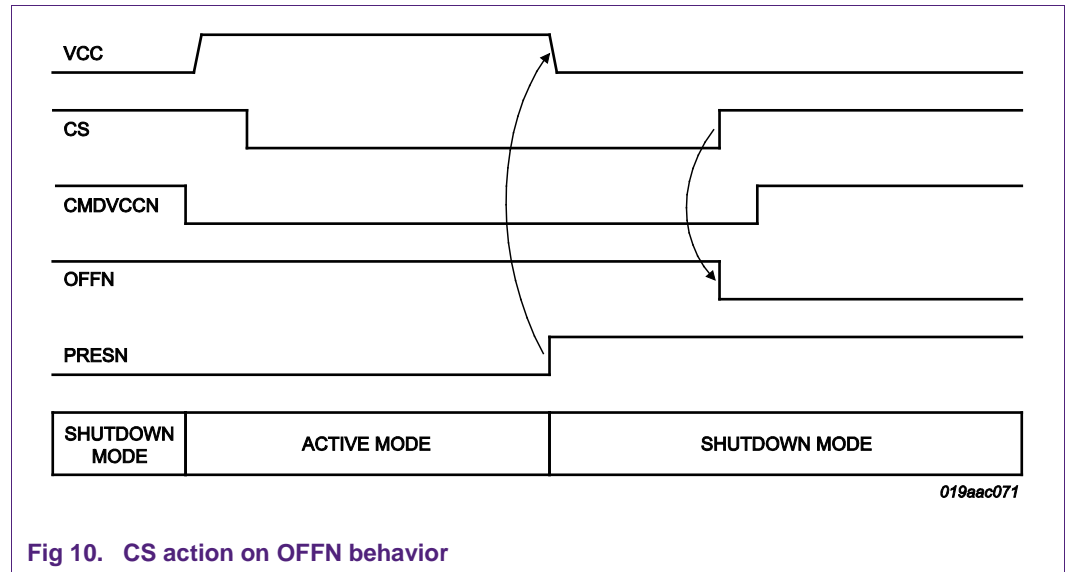 VCC
CS
CMDVCCN
OFFN
PRESN
SHUTDOWN
MODE
ACTIVE MODE
SHUTDOWN MODE
019aac071
Fig 10. CS action on OFFN behavior